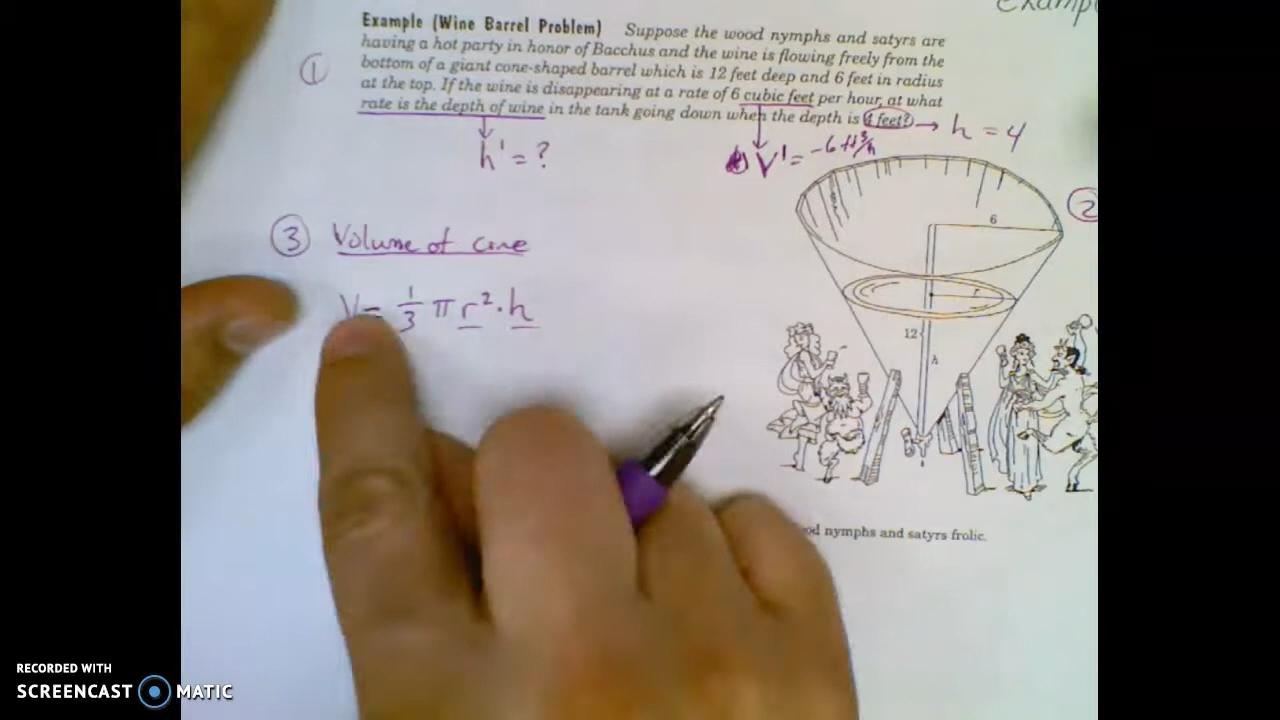 Examp
Example (Wine Barrel Problem) Suppose the wood nymphs and satyrs are
having a hot party in honor of Bacchus and the wine is flowing freely from the
bottom of a giant cone-shaped barrel which is 12 feet deep and 6 feet in radius
at the top. If the wine is disappearing at a rate of 6 cubic feet per hour, at what
rate is the depth of wine in the tank going down when the depth is 4 feet? → h = 4
①
h' = ?
V' = -6 ft³/h
②
6
r
12
h
③ Volume of cone
V = 1/3 π r² · h
od nymphs and satyrs frolic.
RECORDED WITH
SCREENCAST MATIC